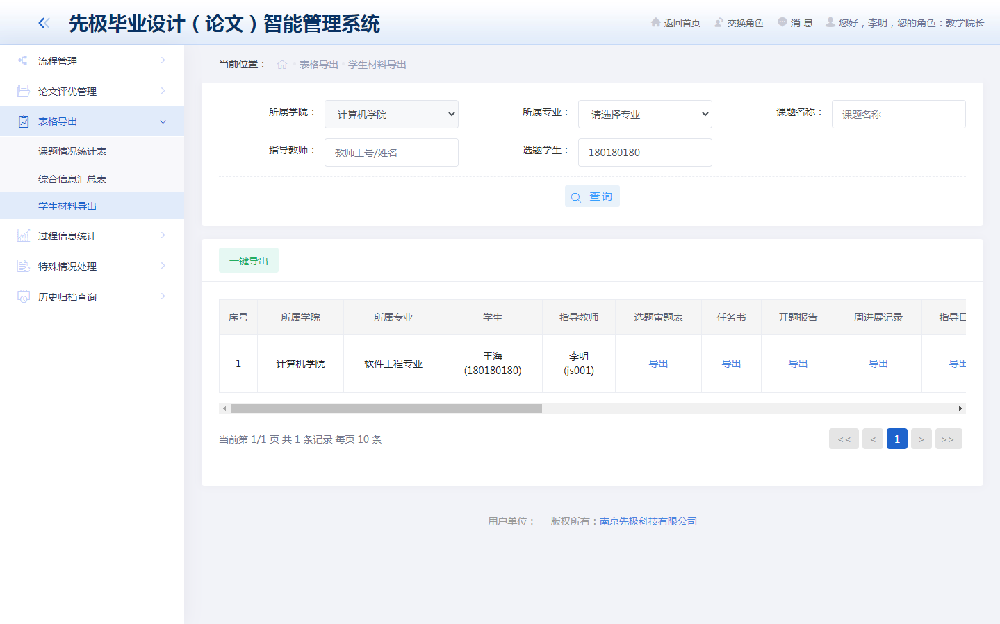 先极毕业设计（论文）智能管理系统
返回首页 交换角色 消 息 您好，李明，您的角色：教学院长
流程管理
论文评优管理
表格导出
课题情况统计表
综合信息汇总表
学生材料导出
过程信息统计
特殊情况处理
历史归档查询
当前位置： 表格导出 学生材料导出
所属学院： 计算机学院 所属专业： 请选择专业 课题名称： 课题名称
指导教师： 教师工号/姓名 选题学生： 180180180
查询
一键导出
序号 所属学院 所属专业 学生 指导教师 选题审题表 任务书 开题报告 周进展记录 指导日
1 计算机学院 软件工程专业 王海 (180180180) 李明 (js001) 导出 导出 导出 导出 导出
当前第 1/1 页 共 1 条记录 每页 10 条
<< < 1 > >>
用户单位： 版权所有：南京先极科技有限公司